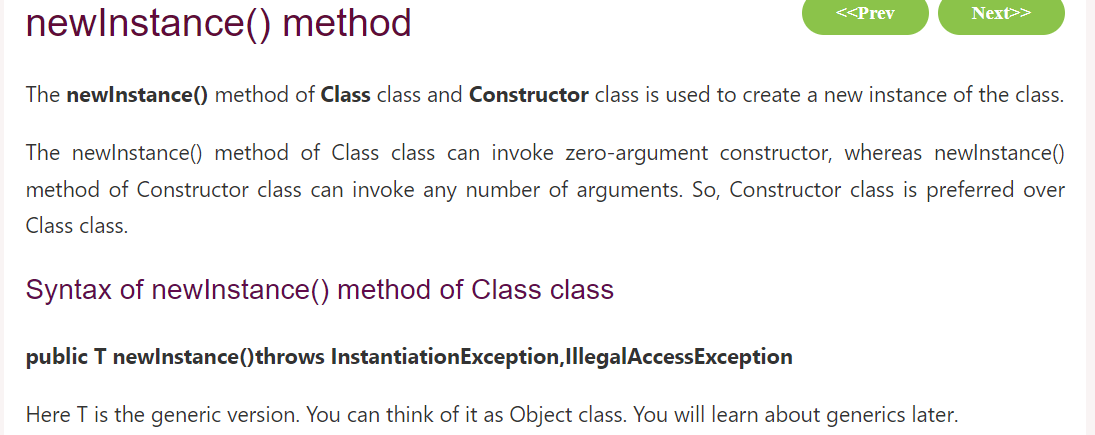 newInstance() method
<<Prev
Next>>
The newInstance() method of Class class and Constructor class is used to create a new instance of the class.
The newInstance() method of Class class can invoke zero-argument constructor, whereas newInstance()
method of Constructor class can invoke any number of arguments. So, Constructor class is preferred over
Class class.
Syntax of newInstance() method of Class class
public T newInstance()throws InstantiationException,IllegalAccessException
Here T is the generic version. You can think of it as Object class. You will learn about generics later.